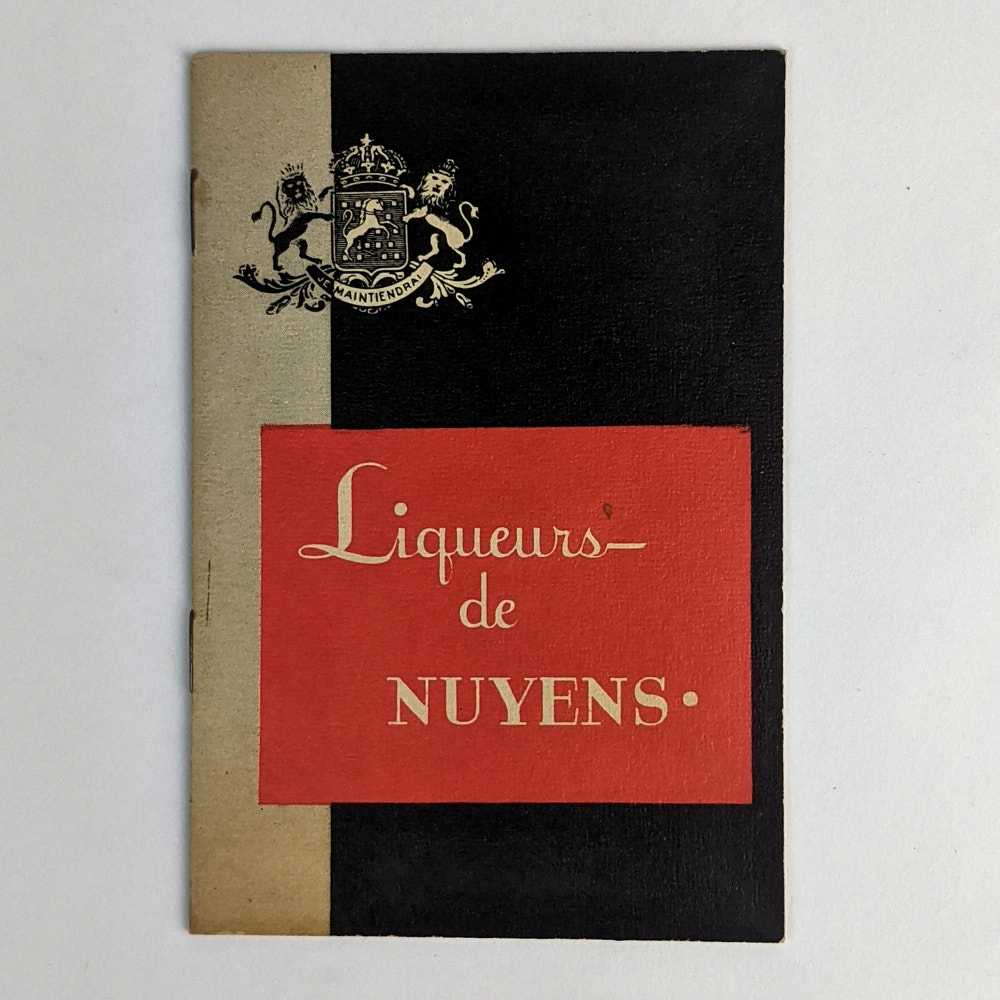 JE MAINTIENDRAI
Liqueurs
de
NUYENS.